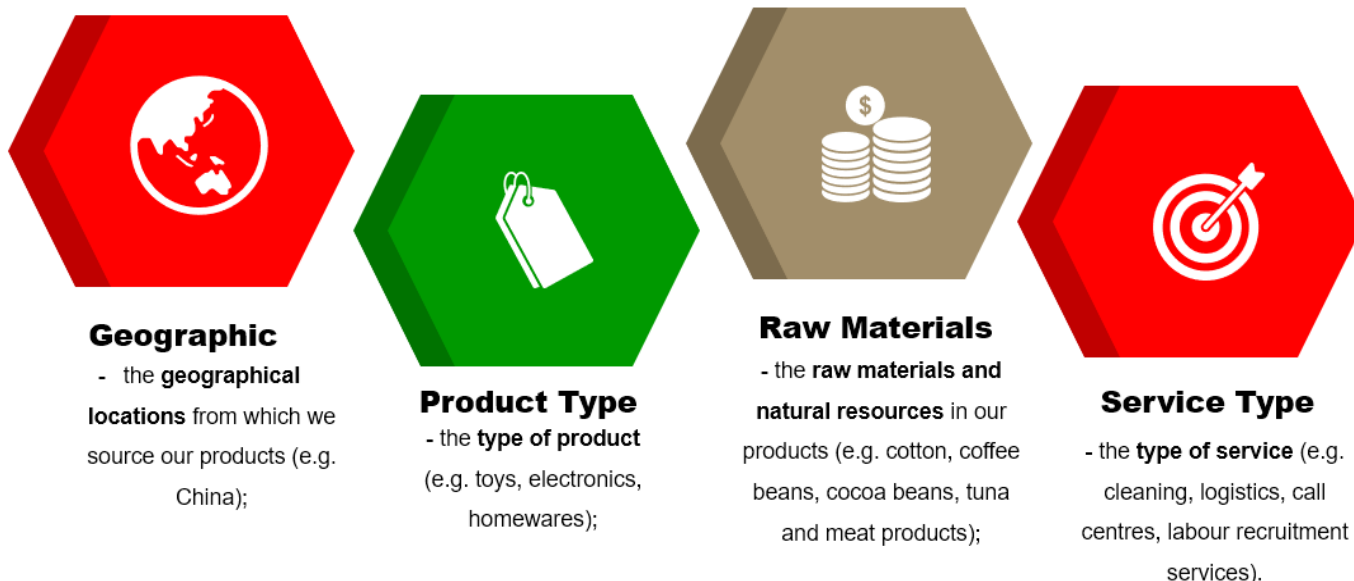 $
Geographic
- the geographical
locations from which we
source our products (e.g.
China);
Product Type
- the type of product
(e.g. toys, electronics,
homewares);
Raw Materials
- the raw materials and
natural resources in our
products (e.g. cotton, coffee
beans, cocoa beans, tuna
and meat products);
Service Type
- the type of service (e.g.
cleaning, logistics, call
centres, labour recruitment
services).